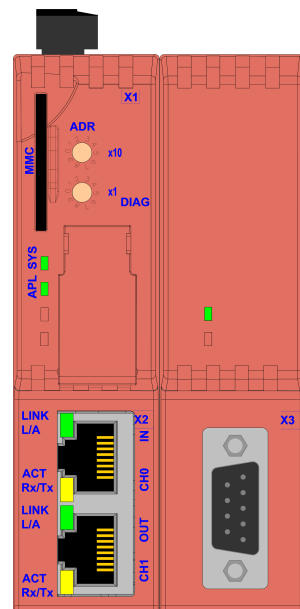 X1
ADR
MMC
x10
x1
DIAG
SYS
APL
LINK
L/A
X2
IN
X3
ACT
Rx/Tx
CH0
LINK
L/A
OUT
ACT
Rx/Tx
CH1